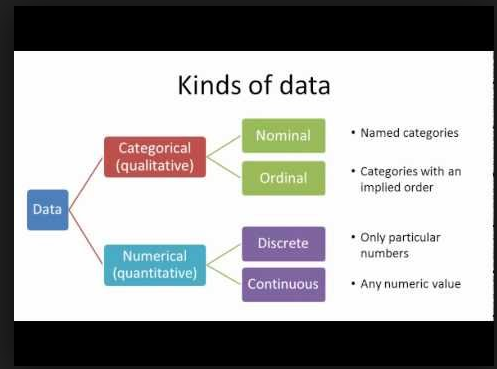 Kinds of data
Data
Categorical
(qualitative)
Nominal
• Named categories
Ordinal
• Categories with an
implied order
Numerical
(quantitative)
Discrete
• Only particular
numbers
Continuous
• Any numeric value